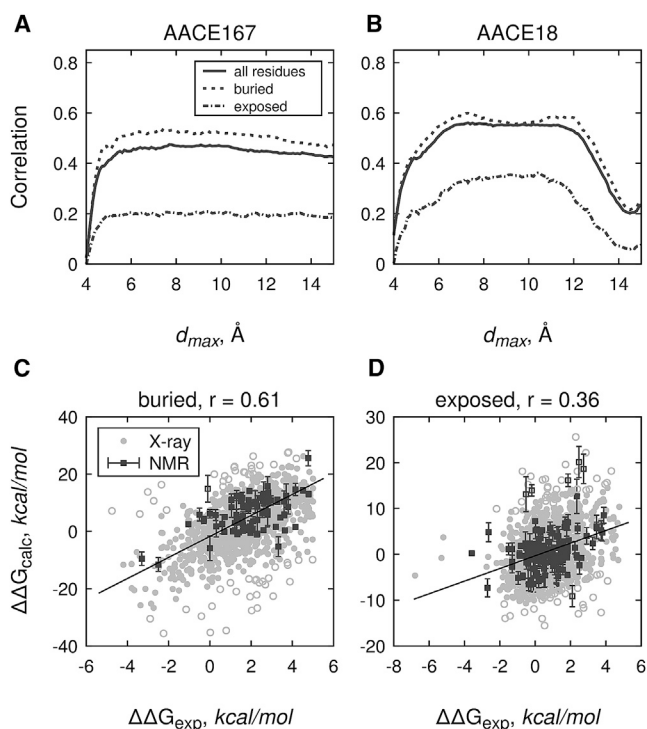 A
AACE167
0.8
0.6
0.4
0.2
0
Correlation
all residues
buried
exposed
4 6 8 10 12 14
dmax, Å
B
AACE18
0.8
0.6
0.4
0.2
0
4 6 8 10 12 14
dmax, Å
C
buried, r = 0.61
40
20
0
-20
-40
ΔΔGcalc, kcal/mol
X-ray
NMR
-6 -4 -2 0 2 4 6
ΔΔGexp, kcal/mol
D
exposed, r = 0.36
30
20
10
0
-10
-20
-8 -6 -4 -2 0 2 4 6
ΔΔGexp, kcal/mol